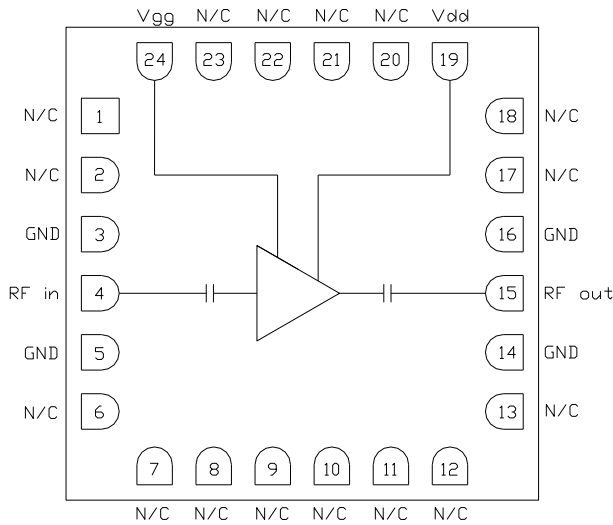 Vgg N/C N/C N/C N/C Vdd
24 23 22 21 20 19
N/C 1 18 N/C
N/C 2 17 N/C
GND 3 16 GND
RF in 4 15 RF out
GND 5 14 GND
N/C 6 13 N/C
7 8 9 10 11 12
N/C N/C N/C N/C N/C N/C